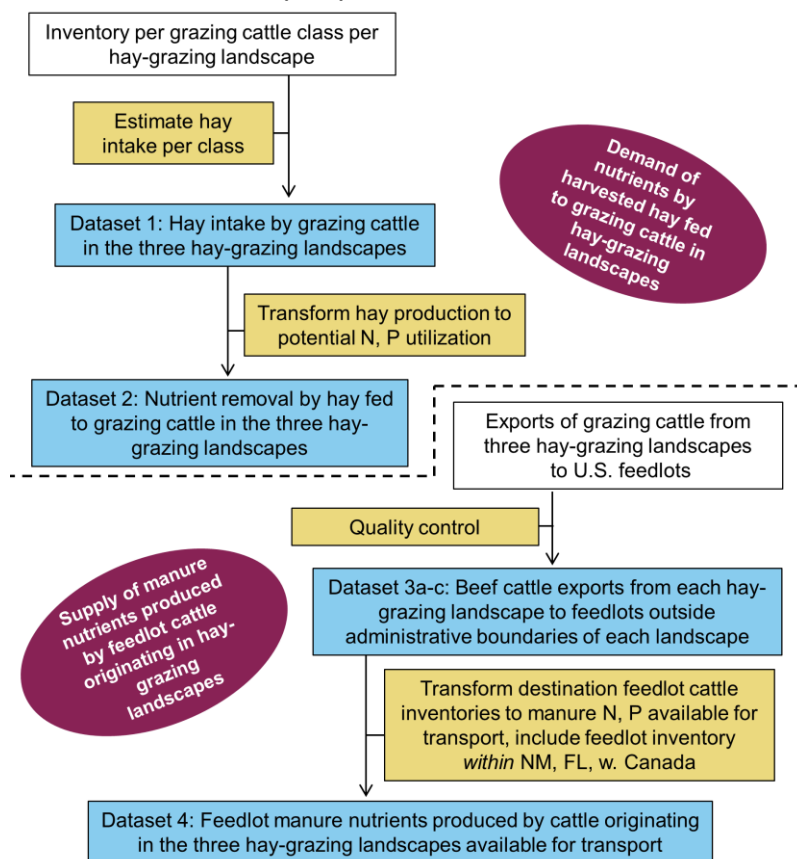 Inventory per grazing cattle class per
hay-grazing landscape
Estimate hay
intake per class
Demand of
nutrients by
harvested hay fed
to grazing cattle in
hay-grazing
landscapes
Dataset 1: Hay intake by grazing cattle
in the three hay-grazing landscapes
Transform hay production to
potential N, P utilization
Dataset 2: Nutrient removal by hay fed
to grazing cattle in the three hay-
grazing landscapes
Exports of grazing cattle from
three hay-grazing landscapes
to U.S. feedlots
Quality control
Supply of manure
nutrients produced
by feedlot cattle
originating in hay-
grazing
landscapes
Dataset 3a-c: Beef cattle exports from each hay-
grazing landscape to feedlots outside
administrative boundaries of each landscape
Transform destination feedlot cattle
inventories to manure N, P available for
transport, include feedlot inventory
within NM, FL, w. Canada
Dataset 4: Feedlot manure nutrients produced by cattle originating
in the three hay-grazing landscapes available for transport